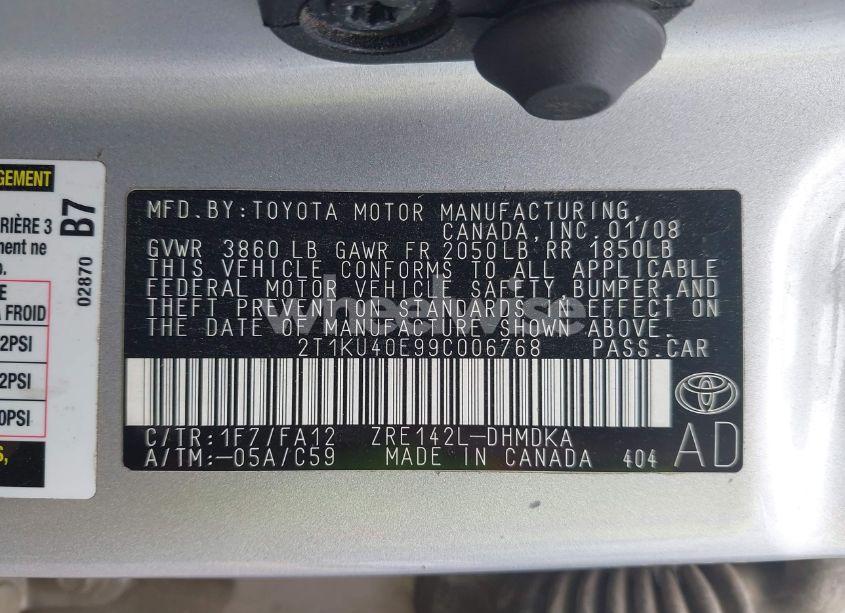 GEMENT
RIÈRE 3
ment ne
o.
E
A FROID
2PSI
2PSI
0PSI
S,
B7
02870
MFD.BY:TOYOTA MOTOR MANUFACTURING,
CANADA,INC.01/08
GVWR 3860LB GAWR FR 2050LB RR 1850LB
THIS VEHICLE CONFORMS TO ALL APPLICABLE
FEDERAL MOTOR VEHICLE SAFETY,BUMPER,AND
THEFT PREVENTION STANDARDS IN EFFECT ON
THE DATE OF MANUFACTURE SHOWN ABOVE.
wheelwise
2T1KU40E99C006768 PASS.CAR
C/TR:1F7/FA12 ZRE142L-DHMDKA
A/TM:-05A/C59 MADE IN CANADA 404
AD